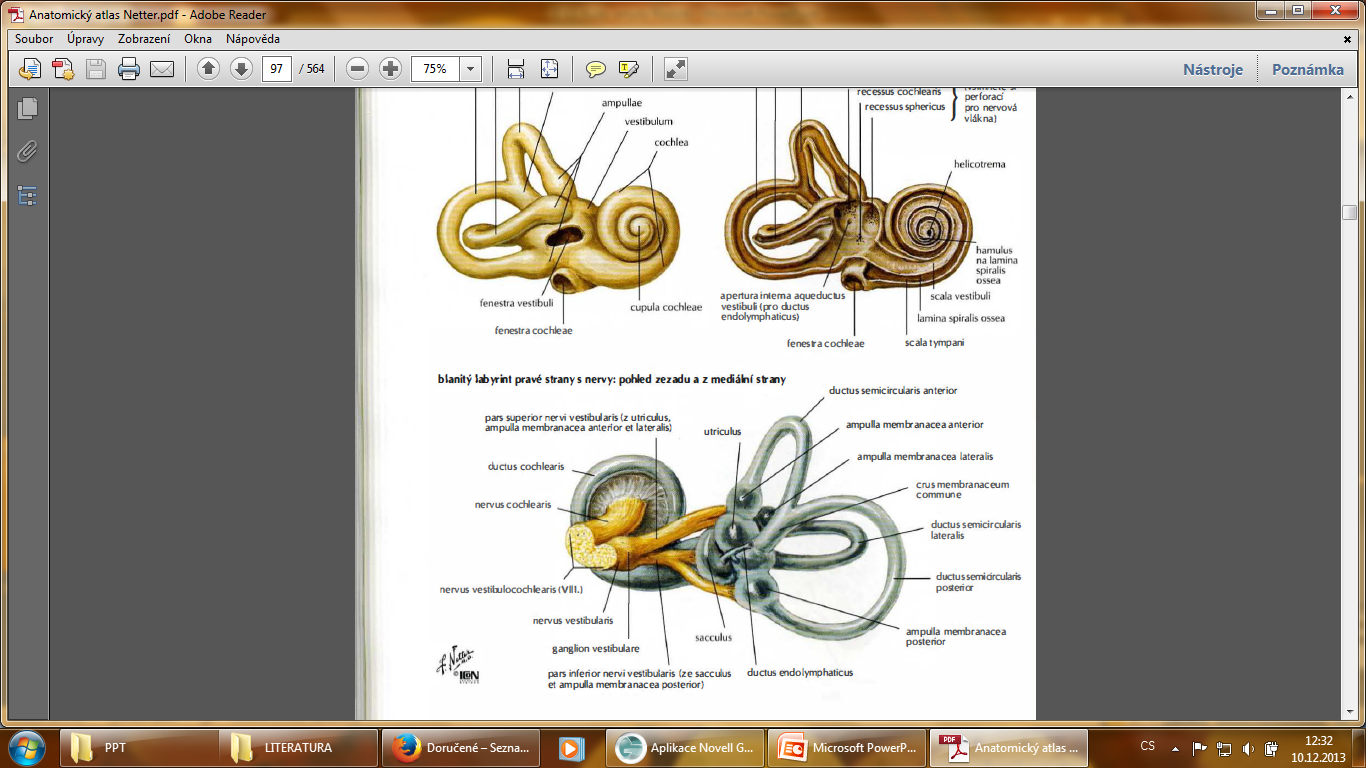 Anatomický atlas Netter.pdf - Adobe Reader
Soubor Úpravy Zobrazení Okna Nápověda
97 / 564 75% Nástroje Poznámka
recessus cochlearis
perforací
recessus sphericus
pro nervová
vlákna)
ampullae
vestibulum
cochlea
helicotrema
hamulus
na lamina
spiralis
ossea
fenestra vestibuli
cupula cochleae
fenestra cochleae
apertura interna aqueductus
vestibuli (pro ductus
endolymphaticus)
scala vestibuli
lamina spiralis ossea
fenestra cochleae
scala tympani
blanitý labyrint pravé strany s nervy: pohled zezadu a z mediální strany
ductus semicircularis anterior
pars superior nervi vestibularis (z utriculus,
ampulla membranacea anterior et lateralis)
utriculus
ampulla membranacea anterior
ductus cochlearis
ampulla membranacea lateralis
nervus cochlearis
crus membranaceum
commune
ductus semicircularis
lateralis
nervus vestibulocochlearis (VIII.)
ductus semicircularis
posterior
nervus vestibularis
sacculus
ampulla membranacea
posterior
ganglion vestibulare
pars inferior nervi vestibularis (ze sacculus
et ampulla membranacea posterior)
ductus endolymphaticus
F. Netter
M.D.
© ICON
PPT LITERATURA Doručené – Sezna... Aplikace Novell G... Microsoft PowerP... Anatomický atlas ... CS 12:32
10.12.2013